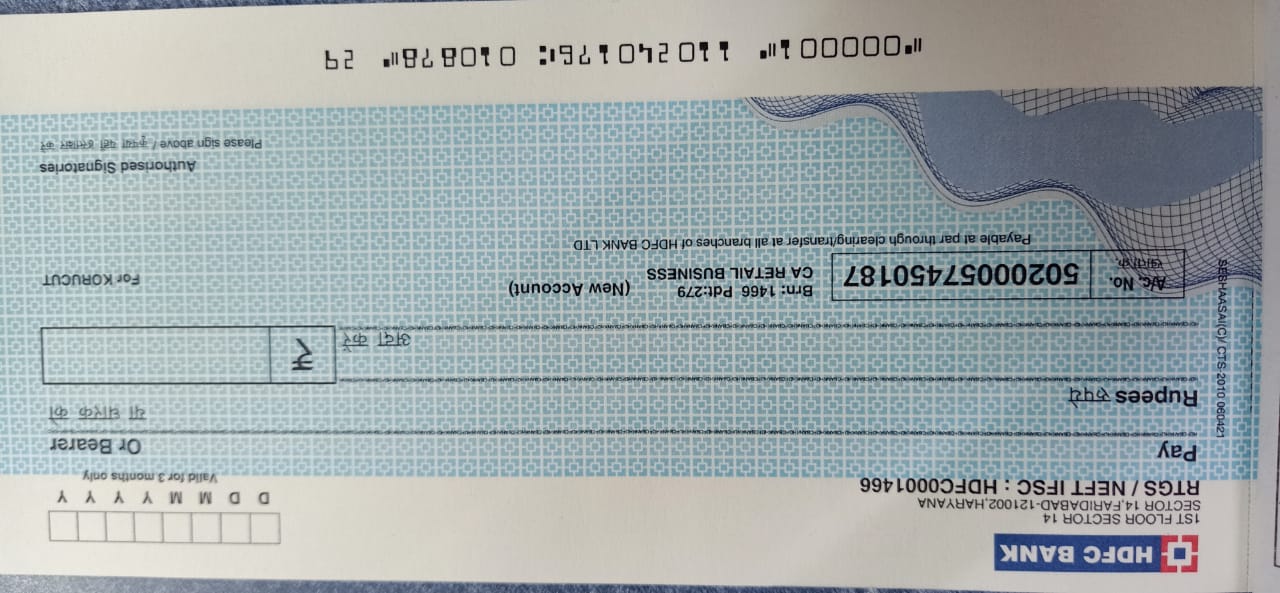 HDFC BANK
1ST FLOOR SECTOR 14
SECTOR 14,FARIDABAD-121002,HARYANA
RTGS / NEFT IFSC : HDFC0001466
D D M M Y Y Y Y
Valid for 3 months only
Pay
Or Bearer
या धारक को
Rupees रुपये
अदा करें
₹
A/c. No.
खाता क्र.
50200057450187
Brn: 1466 Pdt:279
CA RETAIL BUSINESS
(New Account)
For KORUCUT
Payable at par through clearing/transfer at all branches of HDFC BANK LTD
Authorised Signatories
Please sign above / कृपया यहाँ हस्ताक्षर करें
CTS-2010 060421
⑈000001⑈ 110240176⑆ 010878⑈ 29